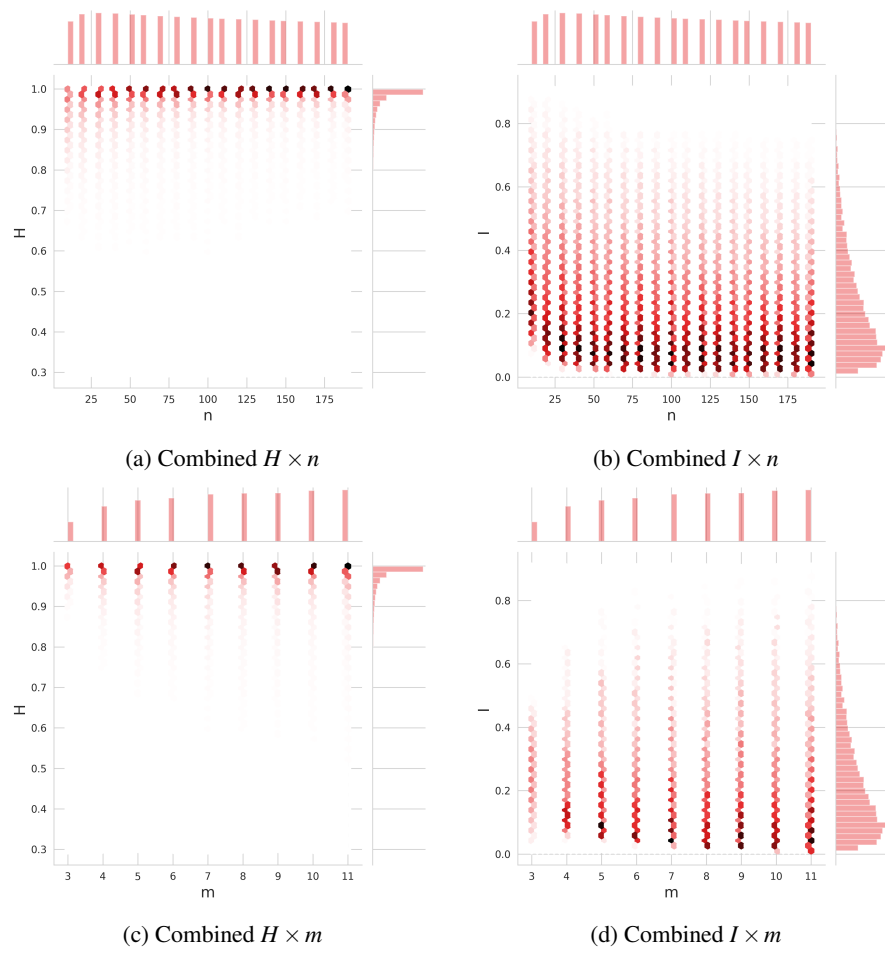 1.0
0.9
0.8
0.7
0.6
0.5
0.4
0.3
H
25 50 75 100 125 150 175
n
(a) Combined H × n
0.8
0.6
0.4
0.2
0.0
I
25 50 75 100 125 150 175
n
(b) Combined I × n
1.0
0.9
0.8
0.7
0.6
0.5
0.4
0.3
H
3 4 5 6 7 8 9 10 11
m
(c) Combined H × m
0.8
0.6
0.4
0.2
0.0
I
3 4 5 6 7 8 9 10 11
m
(d) Combined I × m